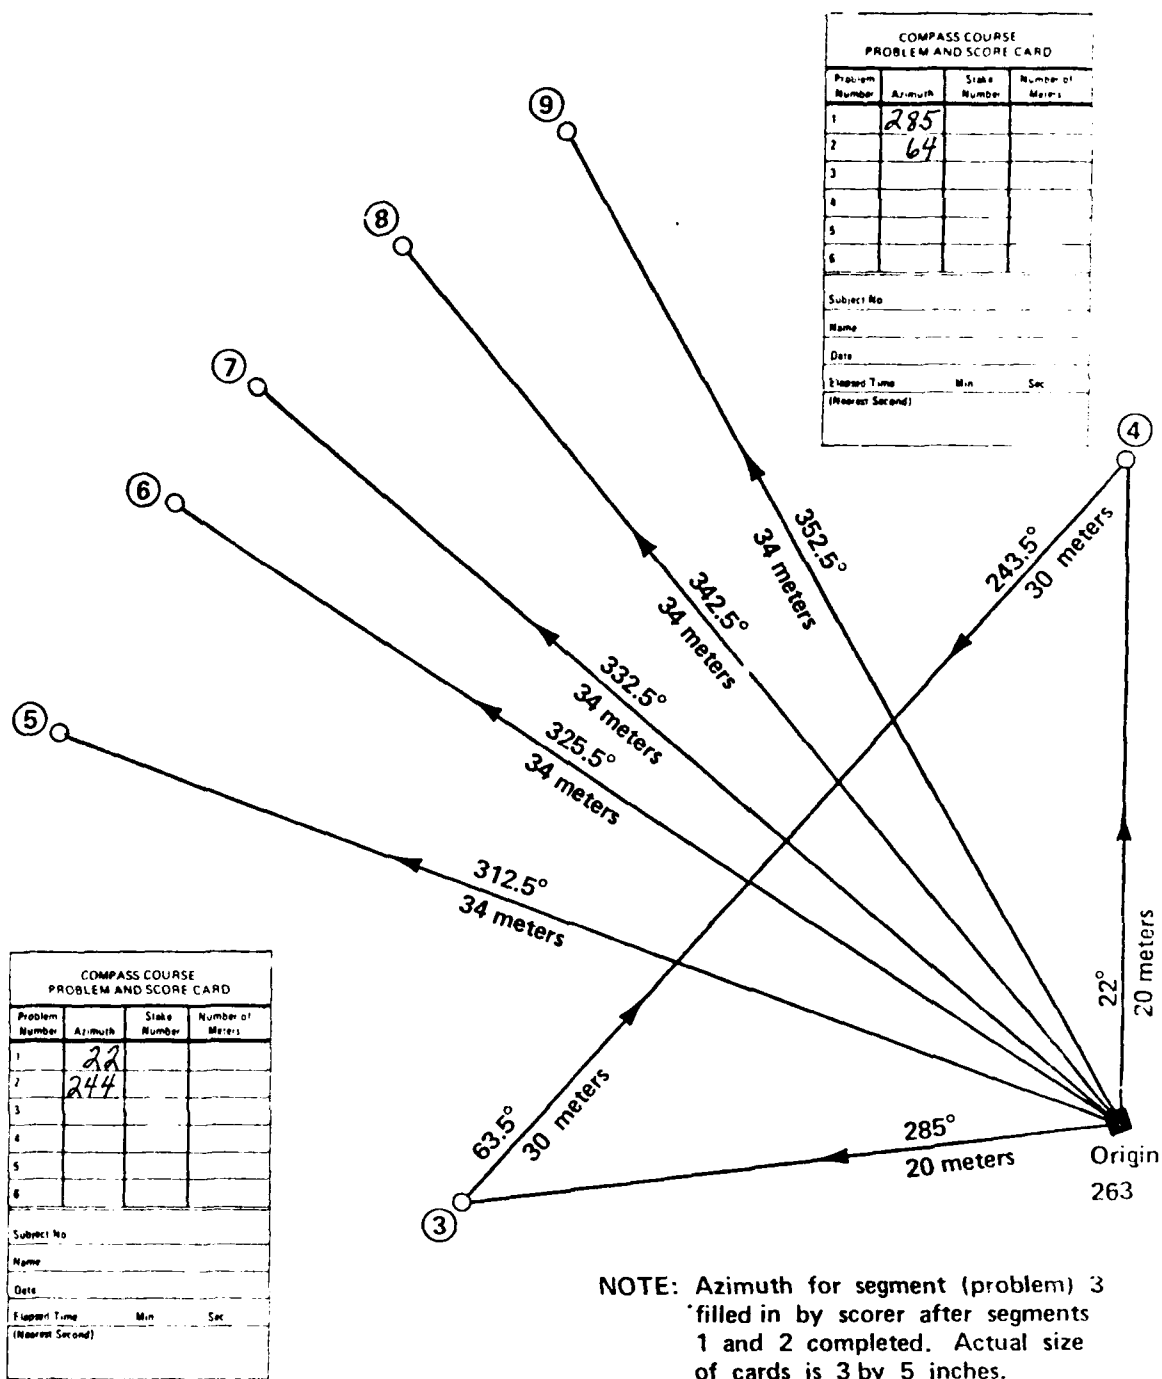 COMPASS COURSE
PROBLEM AND SCORE CARD
Problem Number Azimuth Stake Number Number of Meters
1 285
2 64
3
4
5
6
Subject No
Name
Date
Elapsed Time Min Sec
(Nearest Second)
9
8
7
6
5
4
3
352.5°
34 meters
342.5°
34 meters
332.5°
34 meters
325.5°
34 meters
312.5°
34 meters
243.5°
30 meters
63.5°
30 meters
22°
20 meters
285°
20 meters
Origin
263
COMPASS COURSE
PROBLEM AND SCORE CARD
Problem Number Azimuth Stake Number Number of Meters
1 22
2 244
3
4
5
6
Subject No
Name
Date
Elapsed Time Min Sec
(Nearest Second)
NOTE: Azimuth for segment (problem) 3
filled in by scorer after segments
1 and 2 completed. Actual size
of cards is 3 by 5 inches.